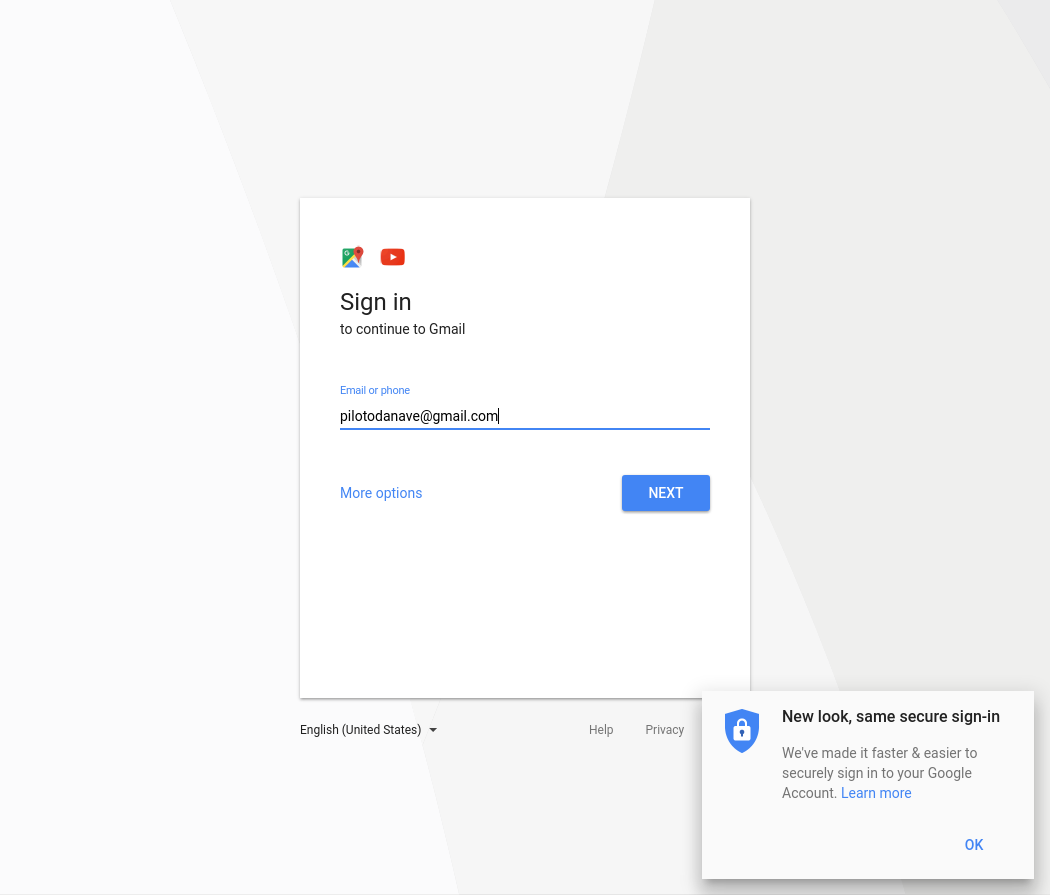 Sign in
to continue to Gmail
Email or phone
pilotodanave@gmail.com
More options
NEXT
English (United States)
Help
Privacy
New look, same secure sign-in
We've made it faster & easier to
securely sign in to your Google
Account. Learn more
OK